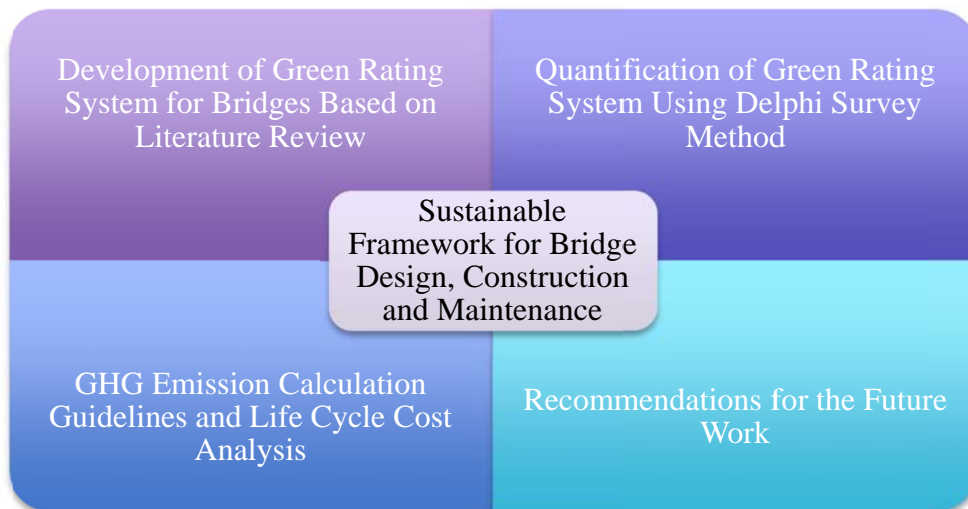 Development of Green Rating
System for Bridges Based on
Literature Review
Quantification of Green Rating
System Using Delphi Survey
Method
Sustainable
Framework for Bridge
Design, Construction
and Maintenance
GHG Emission Calculation
Guidelines and Life Cycle Cost
Analysis
Recommendations for the Future
Work